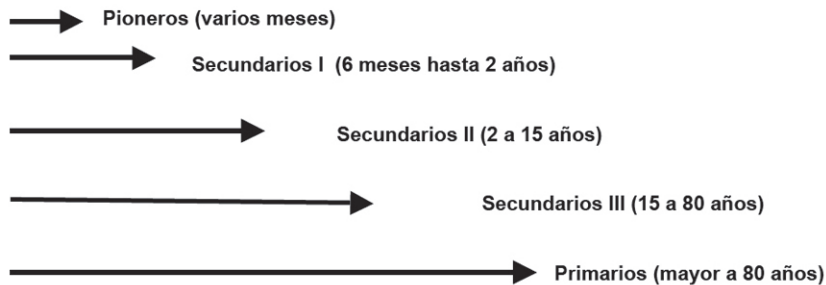 Pioneros (varios meses)
Secundarios I (6 meses hasta 2 años)
Secundarios II (2 a 15 años)
Secundarios III (15 a 80 años)
Primarios (mayor a 80 años)